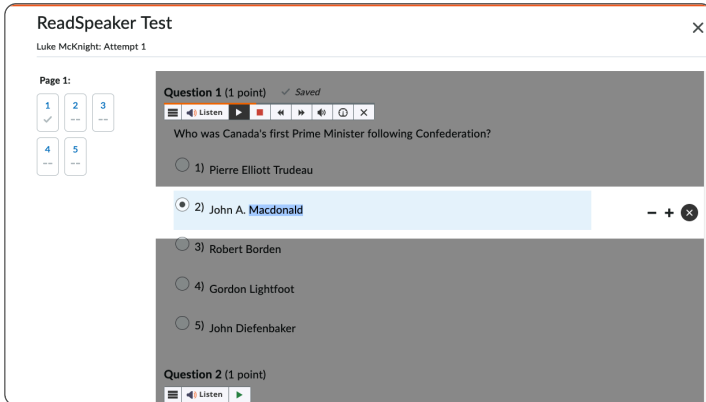 ReadSpeaker Test
Luke McKnight: Attempt 1
Page 1:
1 2 3
-- --
4 5
-- --
Question 1 (1 point) Saved
Listen
Who was Canada's first Prime Minister following Confederation?
1) Pierre Elliott Trudeau
2) John A. Macdonald
3) Robert Borden
4) Gordon Lightfoot
5) John Diefenbaker
Question 2 (1 point)
Listen